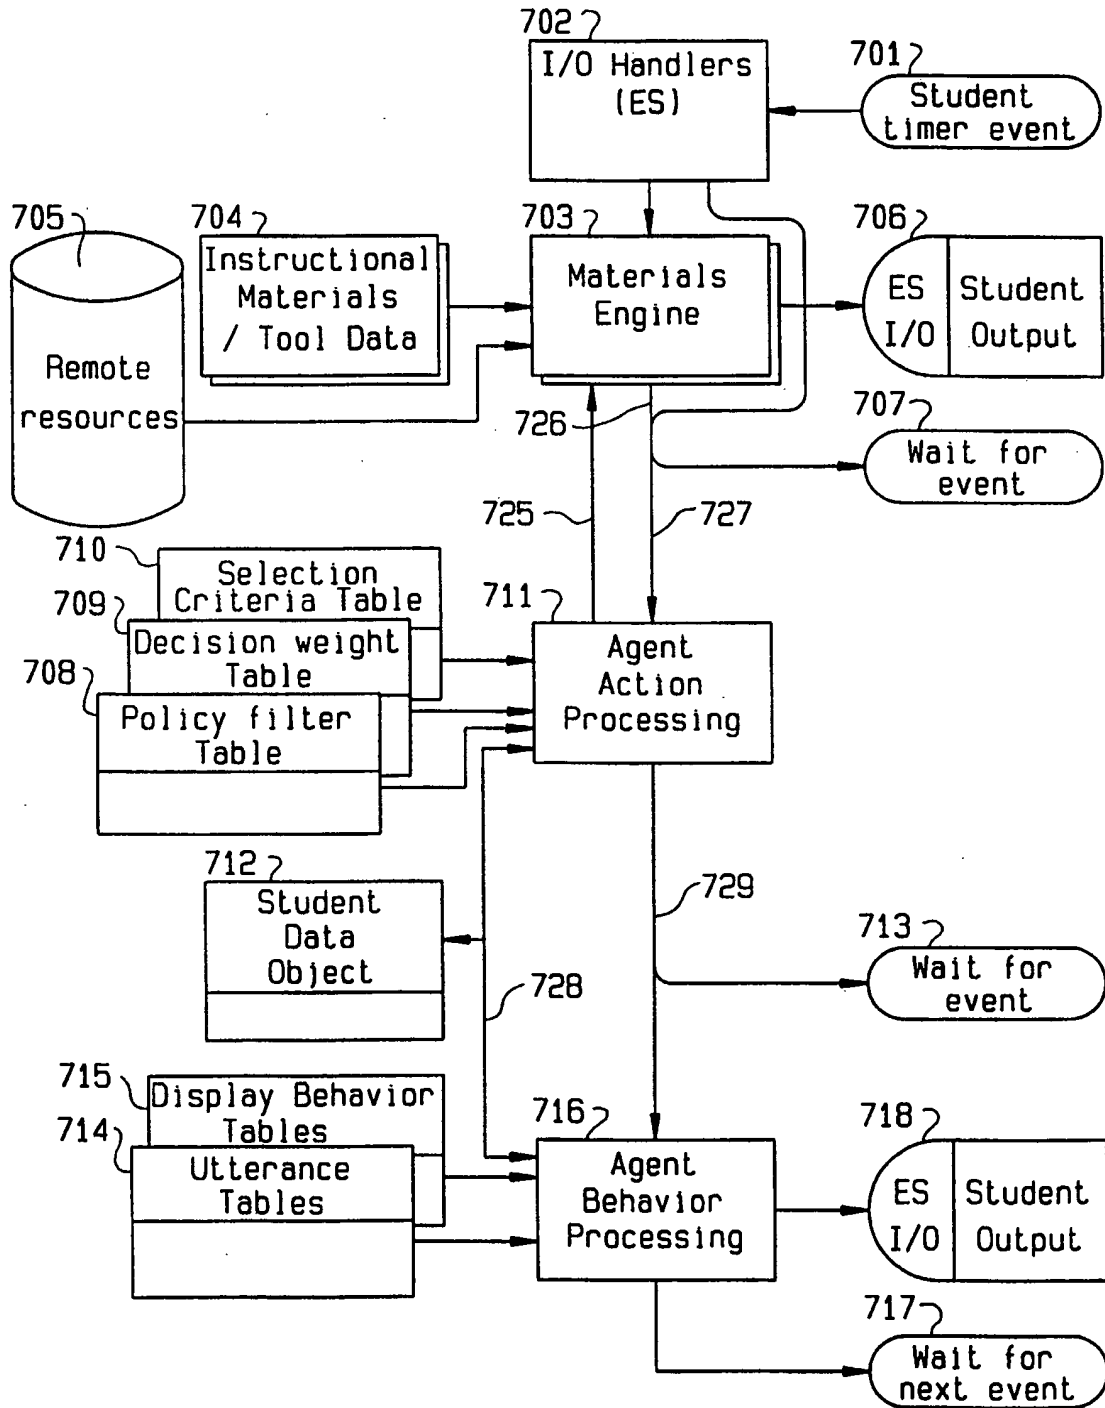 702
I/O Handlers
(ES)
701
Student
timer event
705
Remote
resources
704
Instructional
Materials
/ Tool Data
703
Materials
Engine
706
ES
I/O
Student
Output
726
707
Wait for
event
725
727
710
Selection
Criteria Table
709
Decision weight
Table
708
Policy filter
Table
711
Agent
Action
Processing
712
Student
Data
Object
729
728
713
Wait for
event
715
Display Behavior
Tables
714
Utterance
Tables
716
Agent
Behavior
Processing
718
ES
I/O
Student
Output
717
Wait for
next event